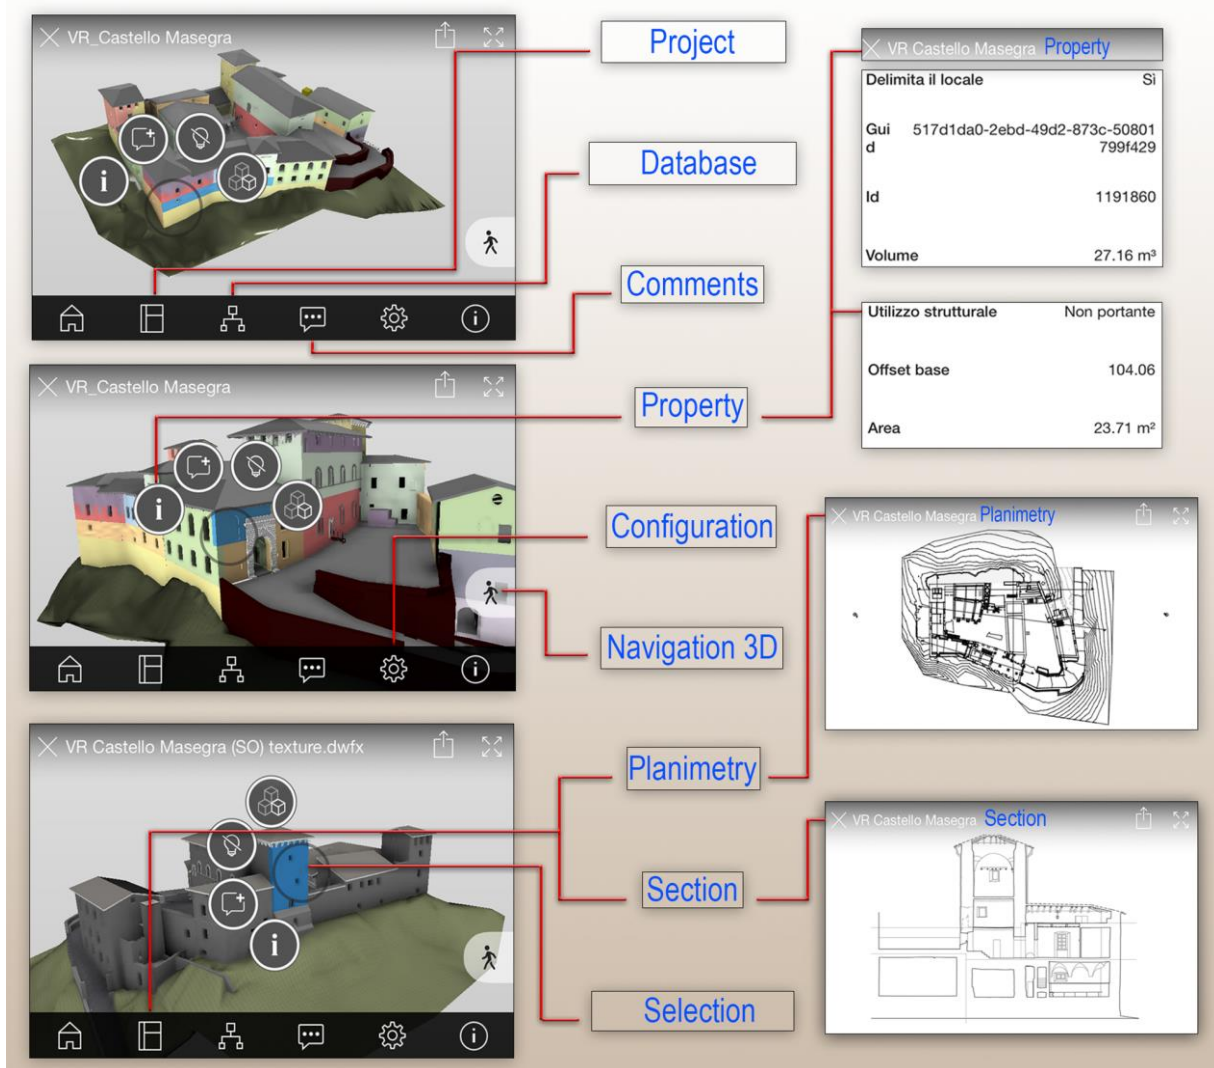 VR_Castello Masegra
Project
VR Castello Masegra Property
Delimita il locale Sì
Gui 517d1da0-2ebd-49d2-873c-50801
d 799f429
Id 1191860
Volume 27.16 m³
Database
Comments
Utilizzo strutturale Non portante
Offset base 104.06
Area 23.71 m²
VR_Castello Masegra
Property
Configuration
Navigation 3D
VR Castello Masegra Planimetry
VR Castello Masegra (SO) texture.dwfx
Planimetry
Section
Selection
VR Castello Masegra Section